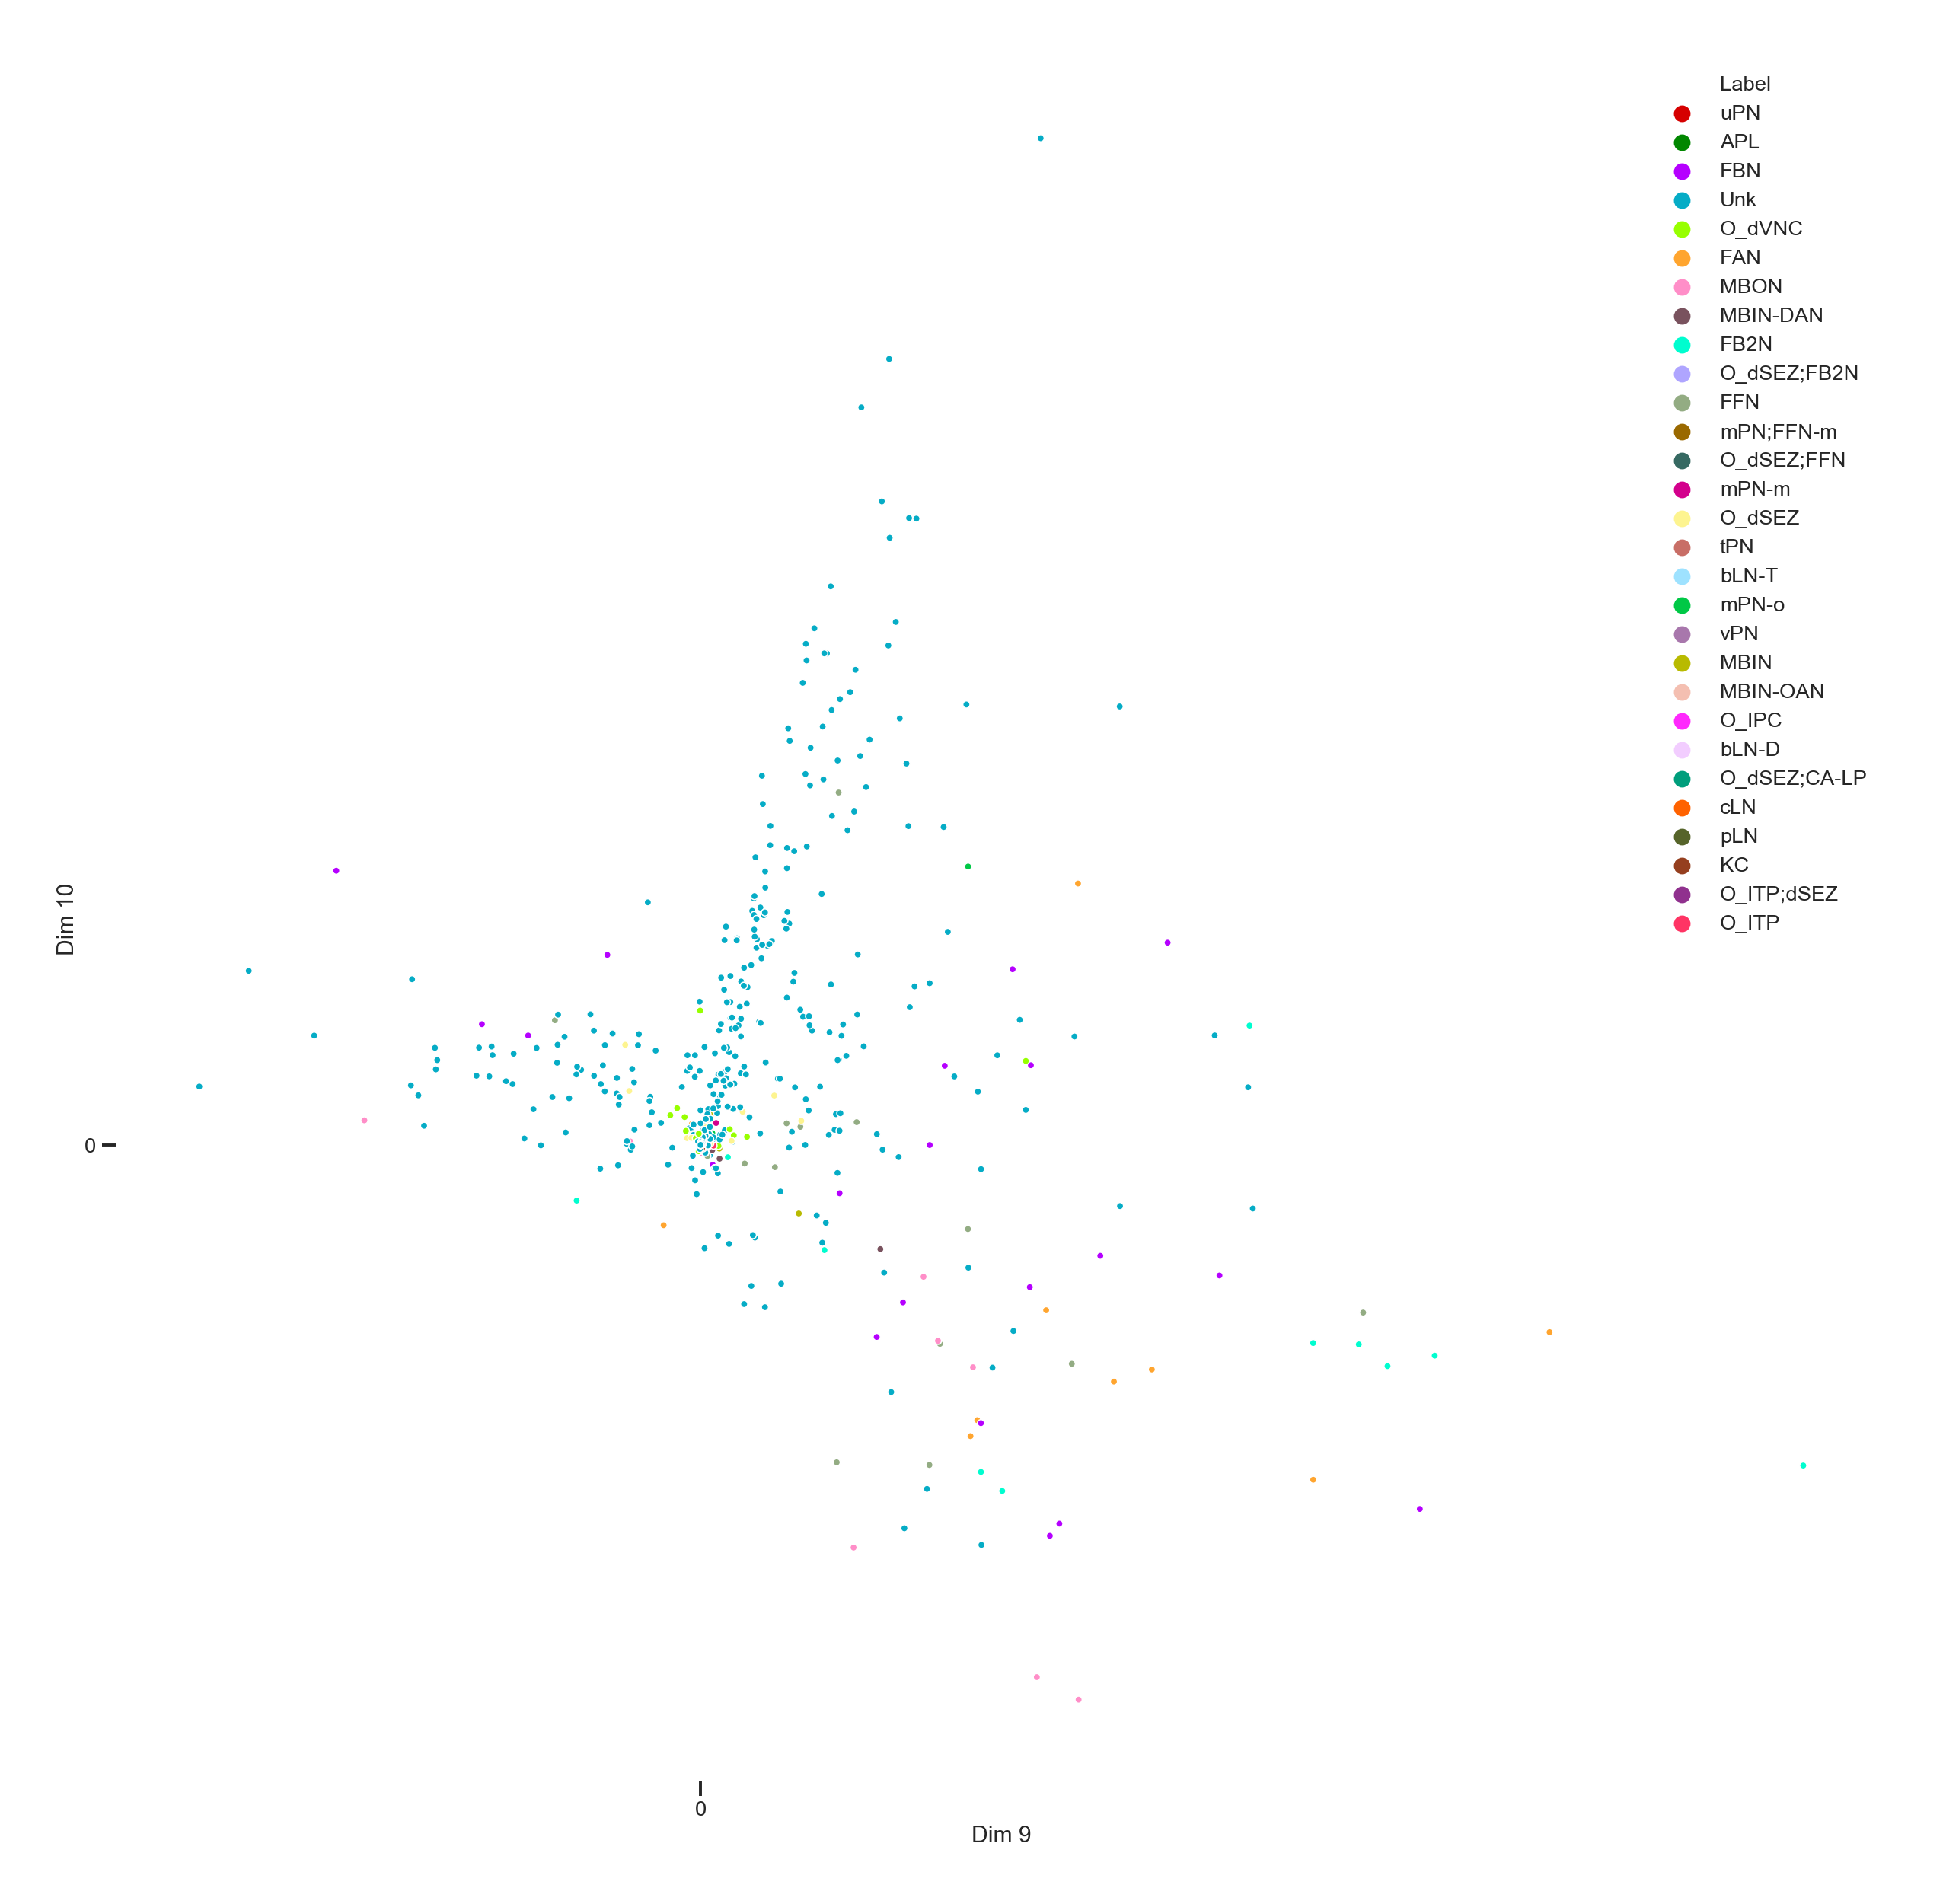 Label
uPN
APL
FBN
Unk
O_dVNC
FAN
MBON
MBIN-DAN
FB2N
O_dSEZ;FB2N
FFN
mPN;FFN-m
O_dSEZ;FFN
mPN-m
O_dSEZ
tPN
bLN-T
mPN-o
vPN
MBIN
MBIN-OAN
O_IPC
bLN-D
O_dSEZ;CA-LP
cLN
pLN
KC
O_ITP;dSEZ
O_ITP
Dim 10
0
0
Dim 9